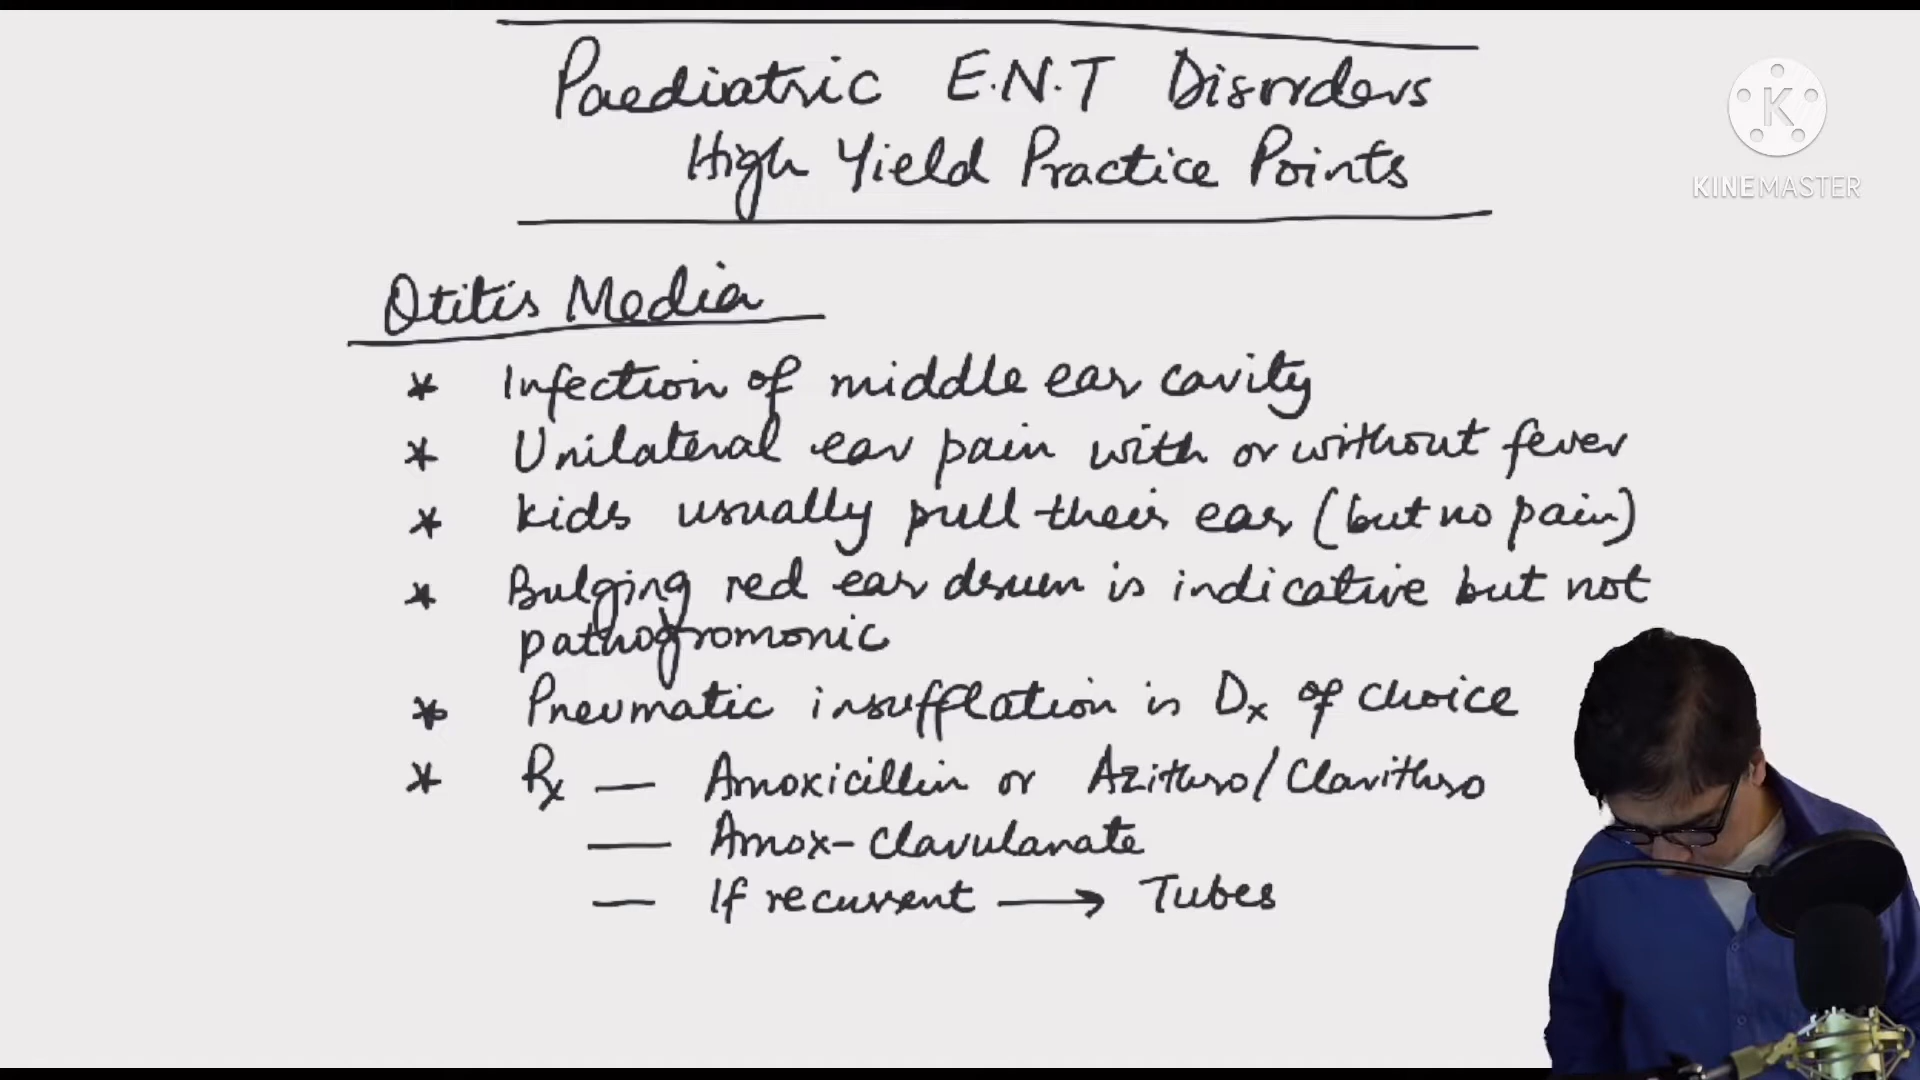 Paediatric E.N.T Disorders
High Yield Practice Points
K
KINEMASTER
Otitis Media
* Infection of middle ear cavity
* Unilateral ear pain with or without fever
* Kids usually pull their ear (but no pain)
* Bulging red ear drum is indicative but not
pathogromonic
* Pneumatic insufflation is Dx of choice
* Rx — Amoxicillin or Azithro/Clarithro
— Amox-Clavulanate
— If recurrent → Tubes